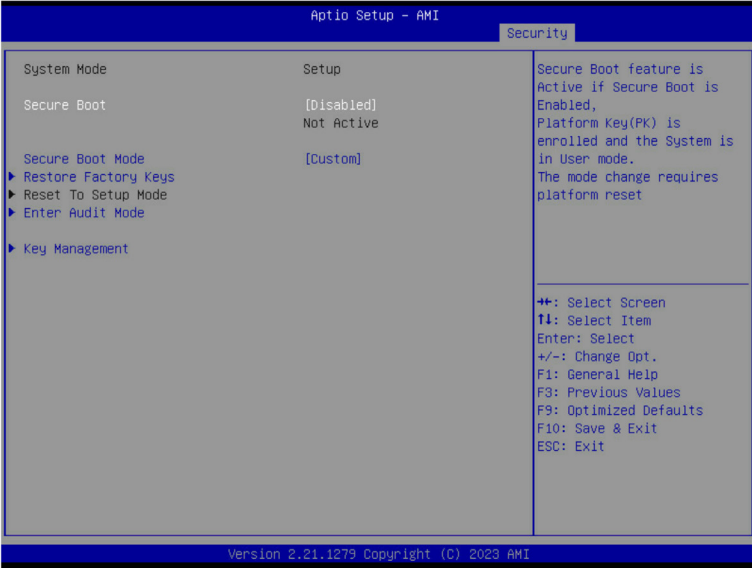 Aptio Setup – AMI
Security
System Mode Setup
Secure Boot [Disabled]
Not Active
Secure Boot Mode [Custom]
Restore Factory Keys
Reset To Setup Mode
Enter Audit Mode
Key Management
Secure Boot feature is
Active if Secure Boot is
Enabled,
Platform Key(PK) is
enrolled and the System is
in User mode.
The mode change requires
platform reset
→←: Select Screen
↑↓: Select Item
Enter: Select
+/-: Change Opt.
F1: General Help
F3: Previous Values
F9: Optimized Defaults
F10: Save & Exit
ESC: Exit
Version 2.21.1279 Copyright (C) 2023 AMI